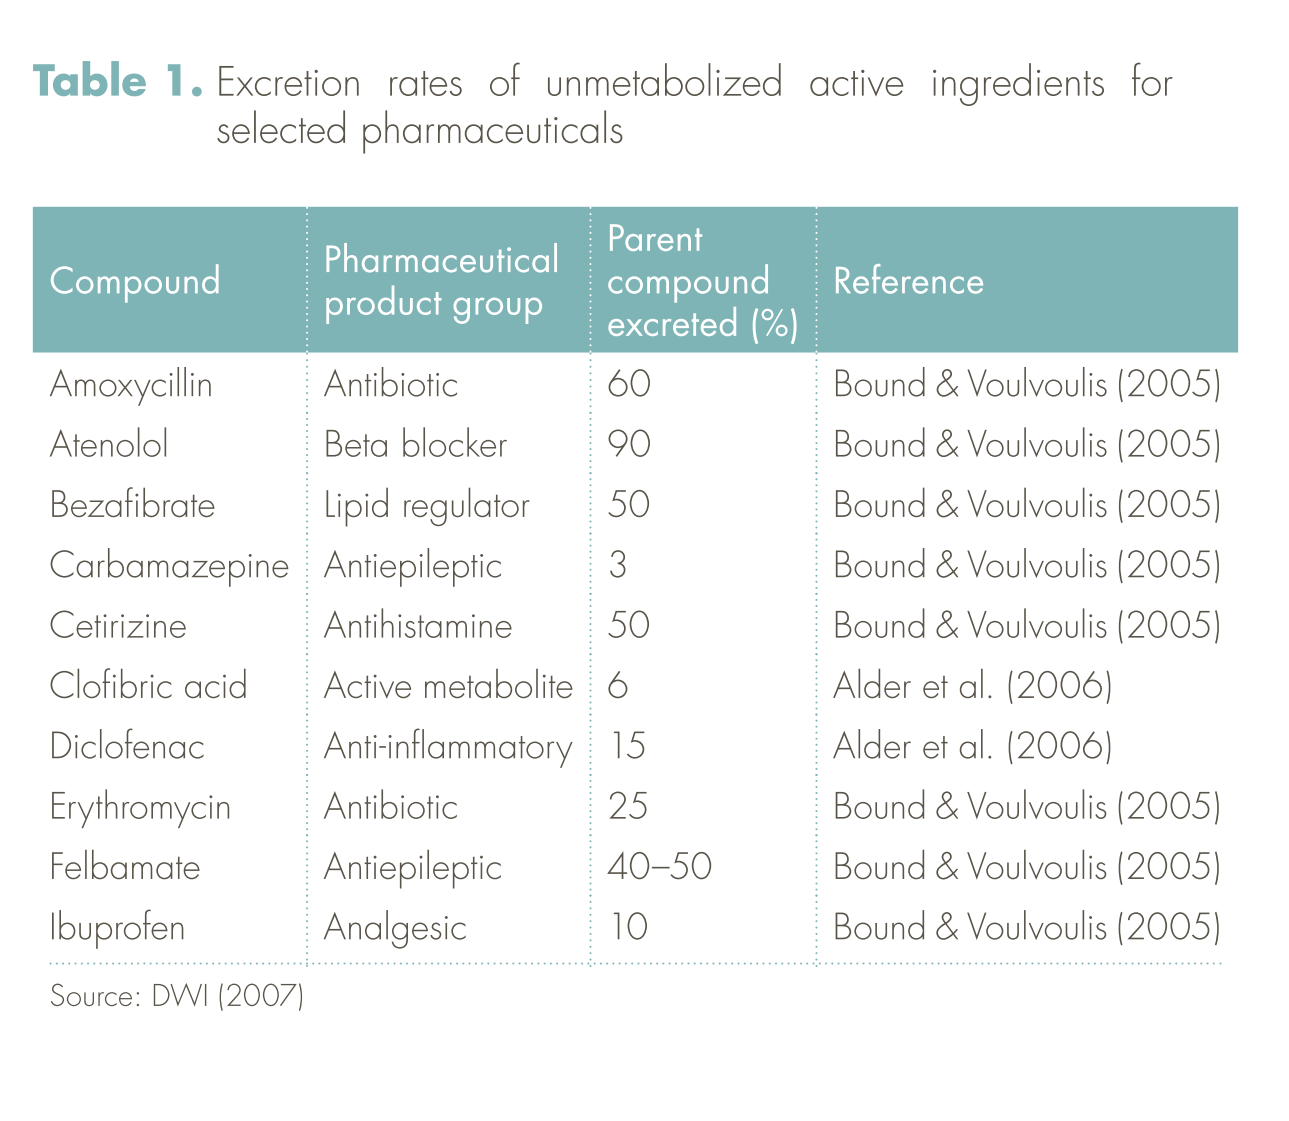 Table 1. Excretion rates of unmetabolized active ingredients for
selected pharmaceuticals
Compound Pharmaceutical product group Parent compound excreted (%) Reference
Amoxycillin Antibiotic 60 Bound & Voulvoulis (2005)
Atenolol Beta blocker 90 Bound & Voulvoulis (2005)
Bezafibrate Lipid regulator 50 Bound & Voulvoulis (2005)
Carbamazepine Antiepileptic 3 Bound & Voulvoulis (2005)
Cetirizine Antihistamine 50 Bound & Voulvoulis (2005)
Clofibric acid Active metabolite 6 Alder et al. (2006)
Diclofenac Anti-inflammatory 15 Alder et al. (2006)
Erythromycin Antibiotic 25 Bound & Voulvoulis (2005)
Felbamate Antiepileptic 40–50 Bound & Voulvoulis (2005)
Ibuprofen Analgesic 10 Bound & Voulvoulis (2005)
Source: DWI (2007)